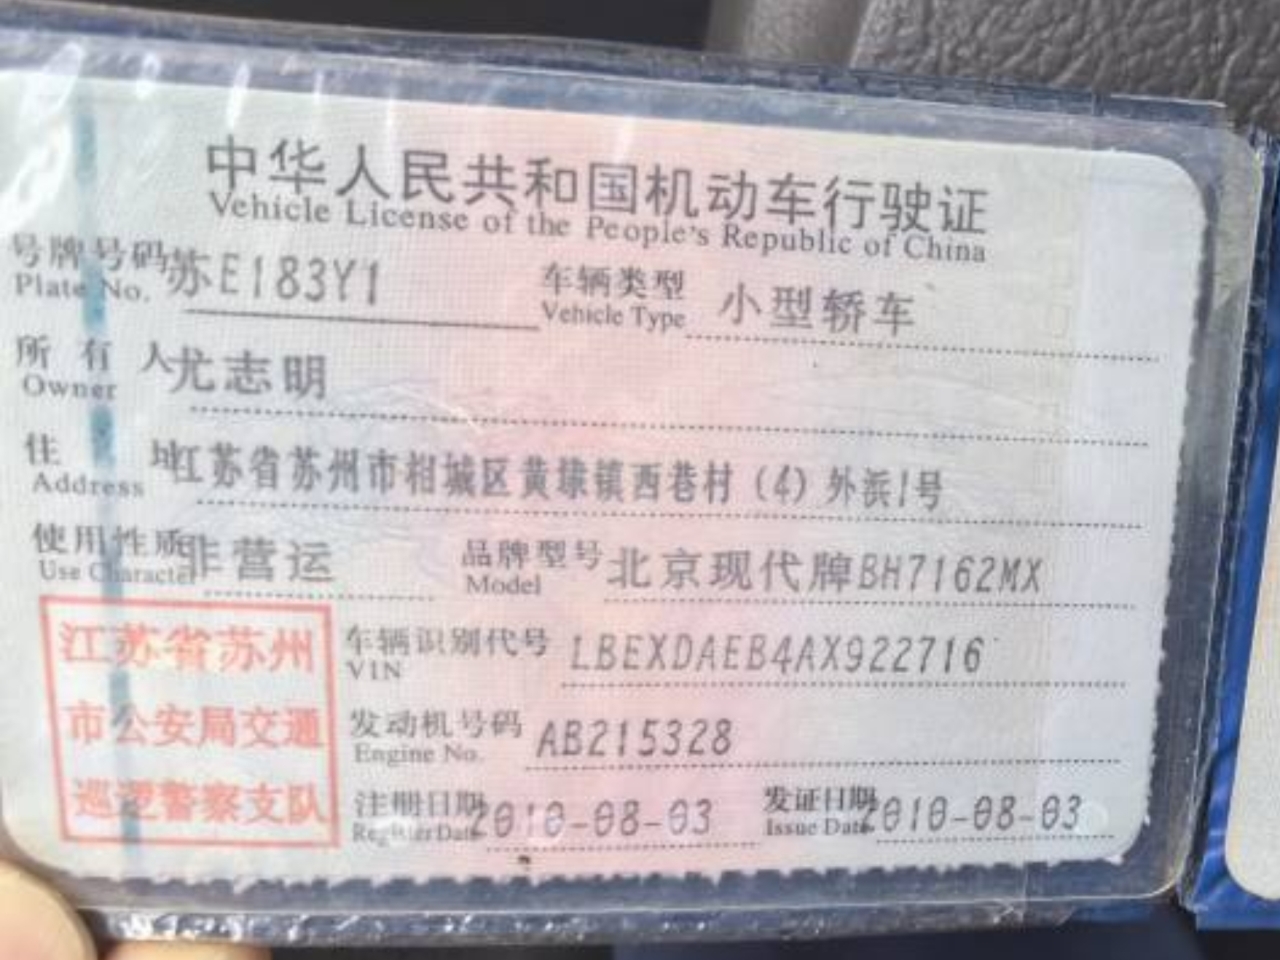 中华人民共和国机动车行驶证
Vehicle License of the People's Republic of China
号牌号码 苏E183Y1 车辆类型 小型轿车
Plate No. Vehicle Type
所有人 尤志明
Owner
住址 江苏省苏州市相城区黄埭镇西巷村（4）外浜1号
Address
使用性质 非营运 品牌型号 北京现代牌BH7162MX
Use Character Model
江苏省苏州
市公安局交通
巡逻警察支队
车辆识别代号 LBEXDAEB4AX922716
VIN
发动机号码 AB215328
Engine No.
注册日期 2010-08-03 发证日期 2010-08-03
Register Date Issue Date